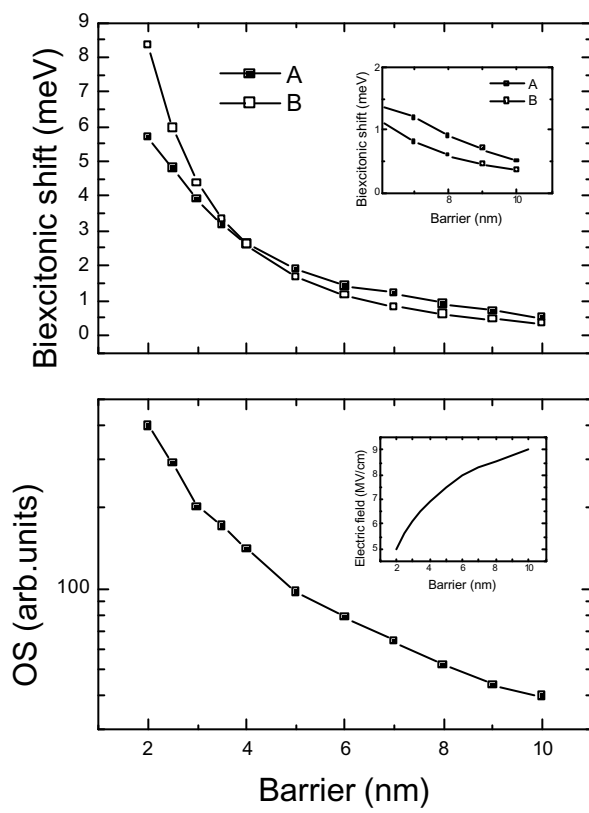 Biexcitonic shift (meV)
9
8
7
6
5
4
3
2
1
0
A
B
Biexcitonic shift (meV)
2
1
0
A
B
8
10
Barrier (nm)
OS (arb.units)
100
Electric field (MV/cm)
9
8
7
6
5
2
4
6
8
10
Barrier (nm)
2
4
6
8
10
Barrier (nm)